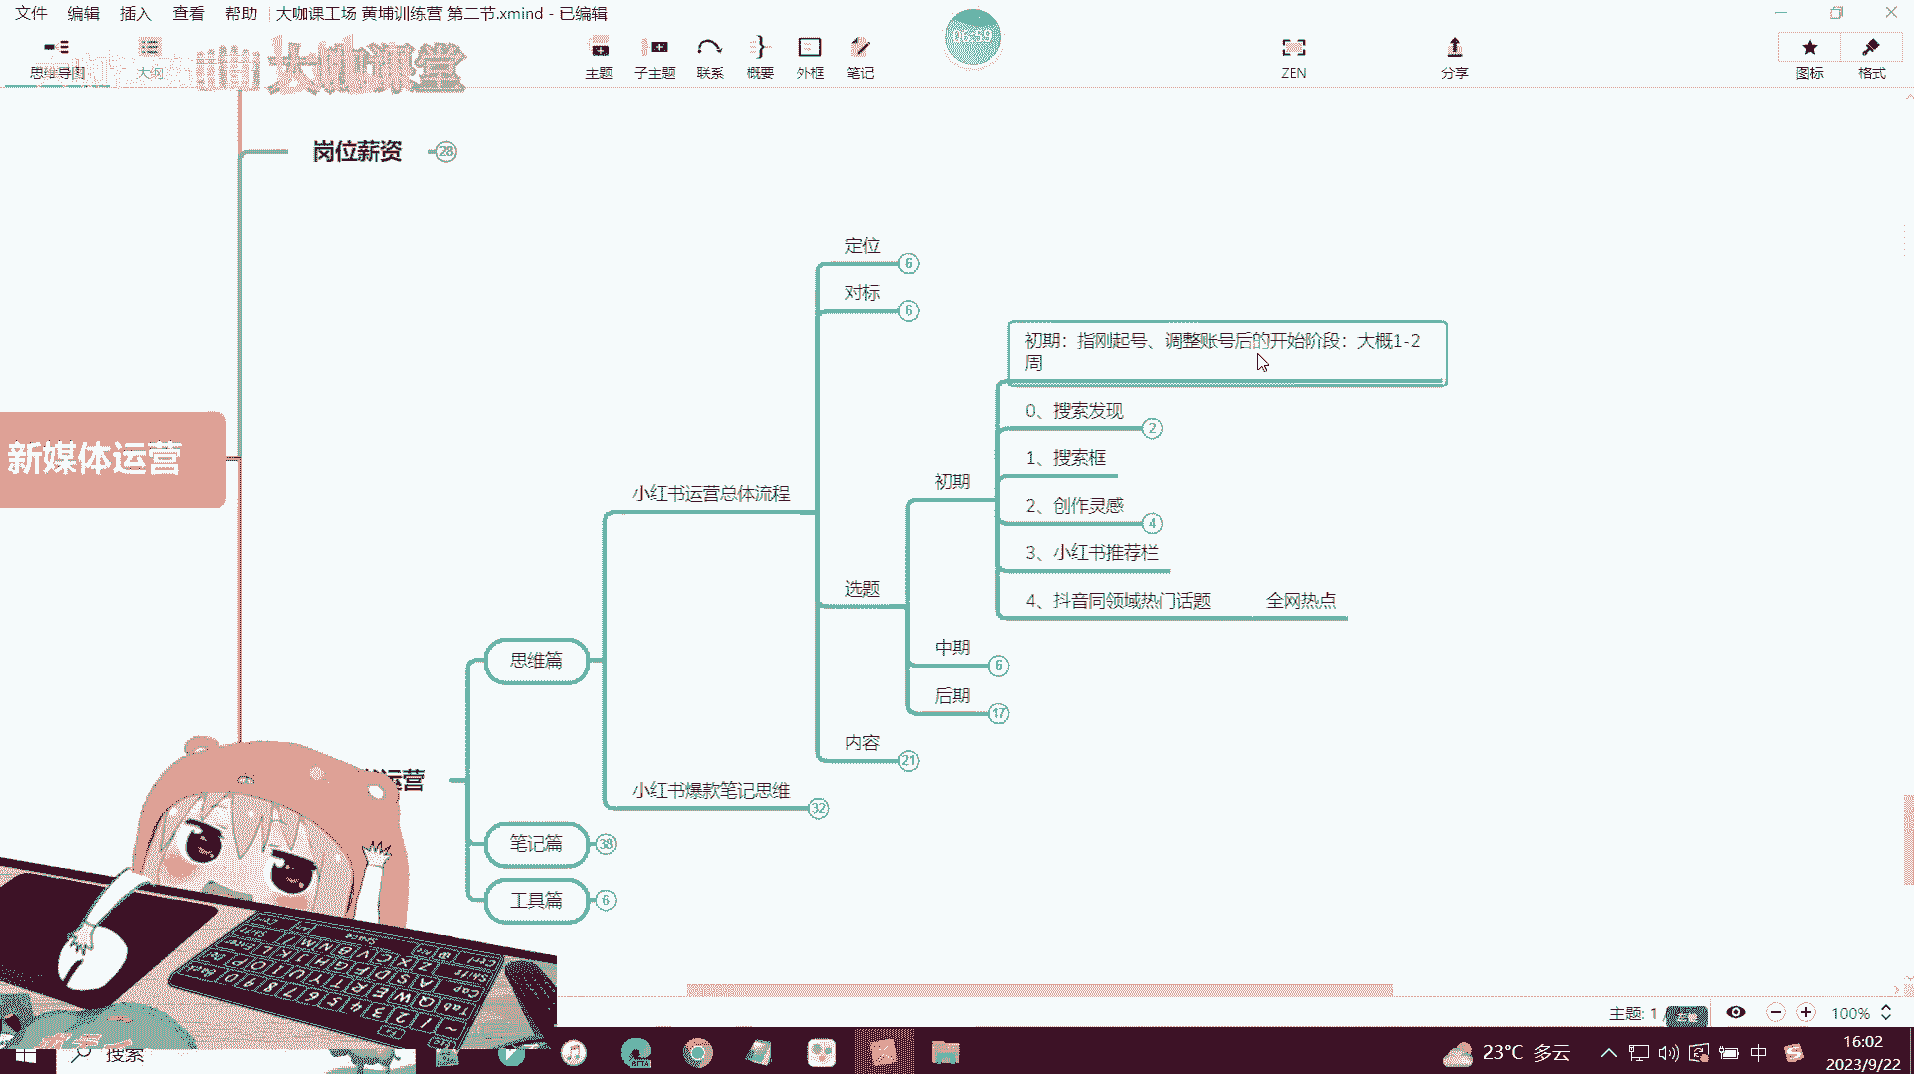 文件 编辑 插入 查看 帮助 大咖课工场 黄埔训练营 第二节.xmind - 已编辑
思维导图 大纲 大咖课堂 主题 子主题 联系 概要 外框 笔记 06:59 ZEN 分享 图标 格式
岗位薪资 28
定位 6
对标 6
初期：指刚起号、调整账号后的开始阶段：大概1-2
周
0、搜索发现 2
1、搜索框
初期
小红书运营总体流程
2、创作灵感 4
3、小红书推荐栏
选题
4、抖音同领域热门话题 全网热点
新媒体运营
中期 6
思维篇
后期 17
内容 21
运营
小红书爆款笔记思维 32
笔记篇 38
工具篇 6
主题: 1 / 100%
搜索
23°C 多云 中 16:02
2023/9/22